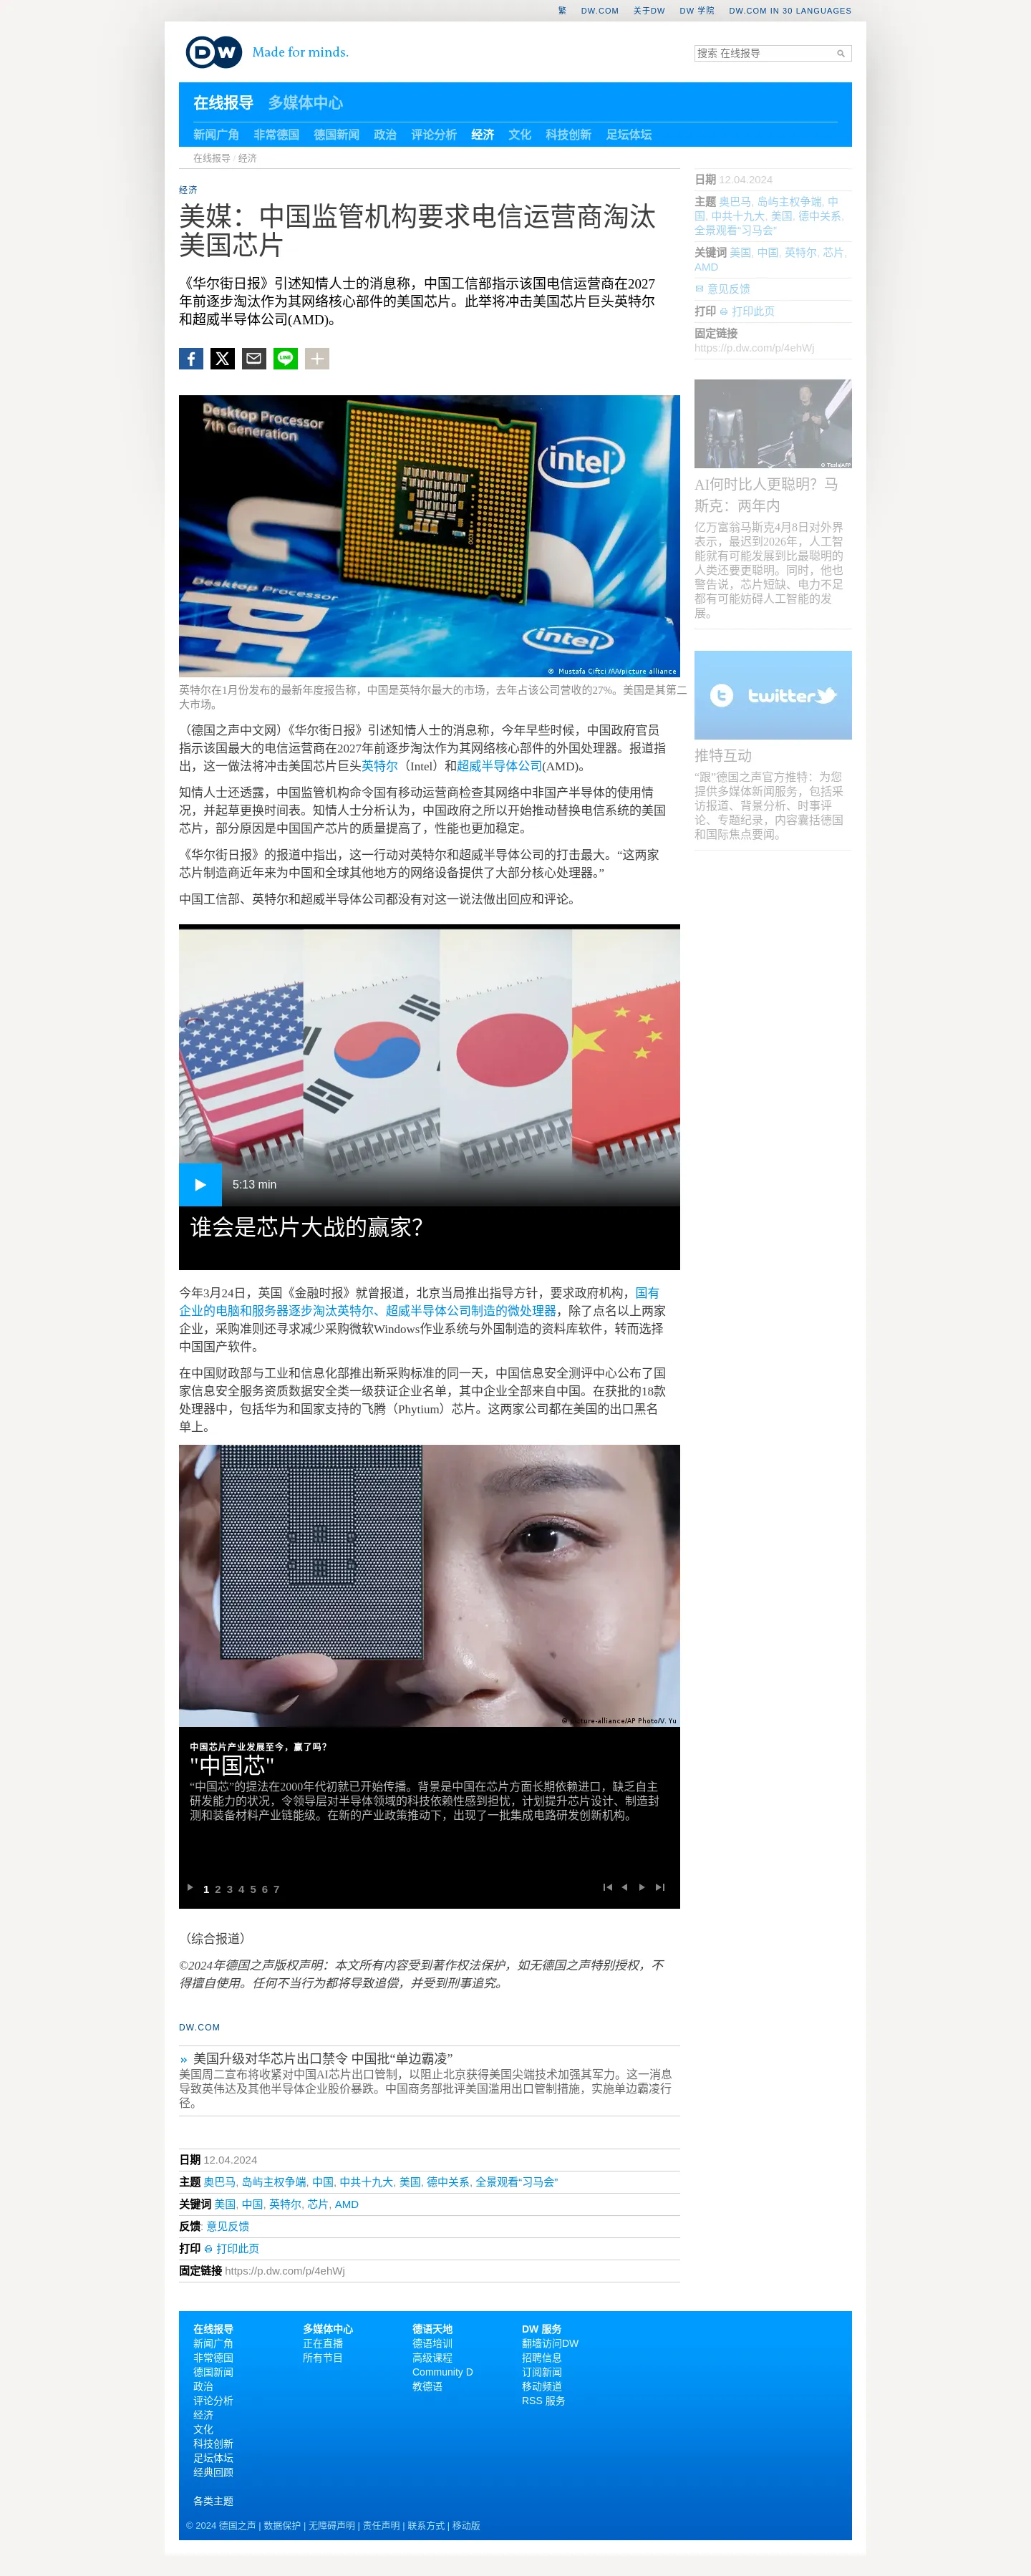 繁 DW.COM 关于DW DW 学院 DW.COM IN 30 LANGUAGES
DW Made for minds.
搜索 在线报导
在线报导 多媒体中心
新闻广角 非常德国 德国新闻 政治 评论分析 经济 文化 科技创新 足坛体坛
在线报导 / 经济
经济
美媒：中国监管机构要求电信运营商淘汰
美国芯片
《华尔街日报》引述知情人士的消息称，中国工信部指示该国电信运营商在2027
年前逐步淘汰作为其网络核心部件的美国芯片。此举将冲击美国芯片巨头英特尔
和超威半导体公司(AMD)。
LINE
Desktop Processor
7th Generation
intel
Desktop Processor
intel
© Mustafa Ciftci /AA/picture alliance
英特尔在1月份发布的最新年度报告称，中国是英特尔最大的市场，去年占该公司营收的27%。美国是其第二
大市场。
（德国之声中文网）《华尔街日报》引述知情人士的消息称，今年早些时候，中国政府官员
指示该国最大的电信运营商在2027年前逐步淘汰作为其网络核心部件的外国处理器。报道指
出，这一做法将冲击美国芯片巨头英特尔（Intel）和超威半导体公司(AMD)。
知情人士还透露，中国监管机构命令国有移动运营商检查其网络中非国产半导体的使用情
况，并起草更换时间表。知情人士分析认为，中国政府之所以开始推动替换电信系统的美国
芯片，部分原因是中国国产芯片的质量提高了，性能也更加稳定。
《华尔街日报》的报道中指出，这一行动对英特尔和超威半导体公司的打击最大。“这两家
芯片制造商近年来为中国和全球其他地方的网络设备提供了大部分核心处理器。”
中国工信部、英特尔和超威半导体公司都没有对这一说法做出回应和评论。
5:13 min
谁会是芯片大战的赢家？
今年3月24日，英国《金融时报》就曾报道，北京当局推出指导方针，要求政府机构，国有
企业的电脑和服务器逐步淘汰英特尔、超威半导体公司制造的微处理器，除了点名以上两家
企业，采购准则还寻求减少采购微软Windows作业系统与外国制造的资料库软件，转而选择
中国国产软件。
在中国财政部与工业和信息化部推出新采购标准的同一天，中国信息安全测评中心公布了国
家信息安全服务资质数据安全类一级获证企业名单，其中企业全部来自中国。在获批的18款
处理器中，包括华为和国家支持的飞腾（Phytium）芯片。这两家公司都在美国的出口黑名
单上。
© picture-alliance/AP Photo/V. Yu
中国芯片产业发展至今，赢了吗？
"中国芯"
“中国芯”的提法在2000年代初就已开始传播。背景是中国在芯片方面长期依赖进口，缺乏自主
研发能力的状况，令领导层对半导体领域的科技依赖性感到担忧，计划提升芯片设计、制造封
测和装备材料产业链能级。在新的产业政策推动下，出现了一批集成电路研发创新机构。
1 2 3 4 5 6 7
（综合报道）
©2024年德国之声版权声明：本文所有内容受到著作权法保护，如无德国之声特别授权，不
得擅自使用。任何不当行为都将导致追偿，并受到刑事追究。
DW.COM
» 美国升级对华芯片出口禁令 中国批“单边霸凌”
美国周二宣布将收紧对中国AI芯片出口管制，以阻止北京获得美国尖端技术加强其军力。这一消息
导致英伟达及其他半导体企业股价暴跌。中国商务部批评美国滥用出口管制措施，实施单边霸凌行
径。
日期 12.04.2024
主题 奥巴马, 岛屿主权争端, 中国, 中共十九大, 美国, 德中关系, 全景观看“习马会”
关键词 美国, 中国, 英特尔, 芯片, AMD
反馈: 意见反馈
打印 打印此页
固定链接 https://p.dw.com/p/4ehWj
日期 12.04.2024
主题 奥巴马, 岛屿主权争端, 中
国, 中共十九大, 美国, 德中关系,
全景观看“习马会”
关键词 美国, 中国, 英特尔, 芯片,
AMD
意见反馈
打印 打印此页
固定链接
https://p.dw.com/p/4ehWj
© Tesla/AFP
AI何时比人更聪明？马
斯克：两年内
亿万富翁马斯克4月8日对外界
表示，最迟到2026年，人工智
能就有可能发展到比最聪明的
人类还要更聪明。同时，他也
警告说，芯片短缺、电力不足
都有可能妨碍人工智能的发
展。
twitter
推特互动
“跟”德国之声官方推特：为您
提供多媒体新闻服务，包括采
访报道、背景分析、时事评
论、专题纪录，内容囊括德国
和国际焦点要闻。
在线报导
新闻广角
非常德国
德国新闻
政治
评论分析
经济
文化
科技创新
足坛体坛
经典回顾
各类主题
多媒体中心
正在直播
所有节目
德语天地
德语培训
高级课程
Community D
教德语
DW 服务
翻墙访问DW
招聘信息
订阅新闻
移动频道
RSS 服务
© 2024 德国之声 | 数据保护 | 无障碍声明 | 责任声明 | 联系方式 | 移动版